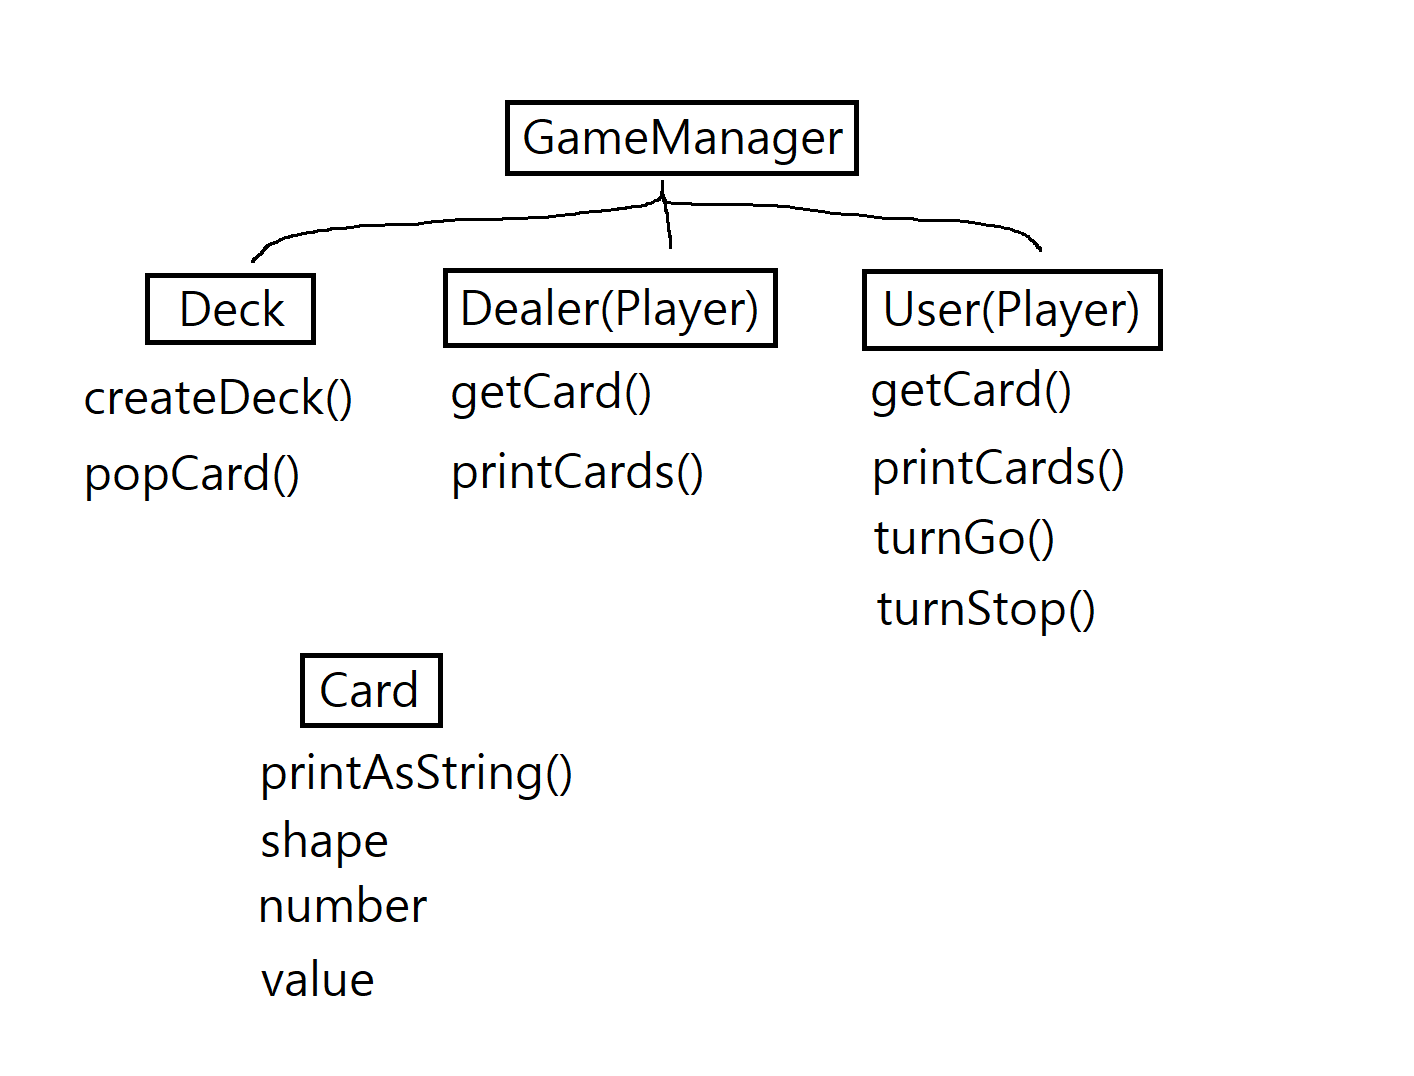 GameManager
Deck
createDeck()
popCard()
Dealer(Player)
getCard()
printCards()
User(Player)
getCard()
printCards()
turnGo()
turnStop()
Card
printAsString()
shape
number
value